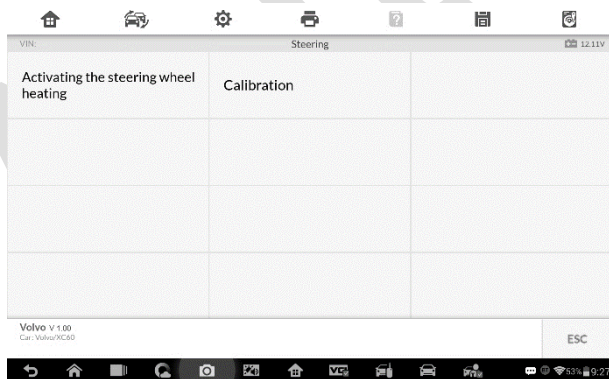 VIN:
Steering
12.11V
Activating the steering wheel
heating
Calibration
Volvo V 1.00
Car: Volvo/XC60
ESC
53%
9:27